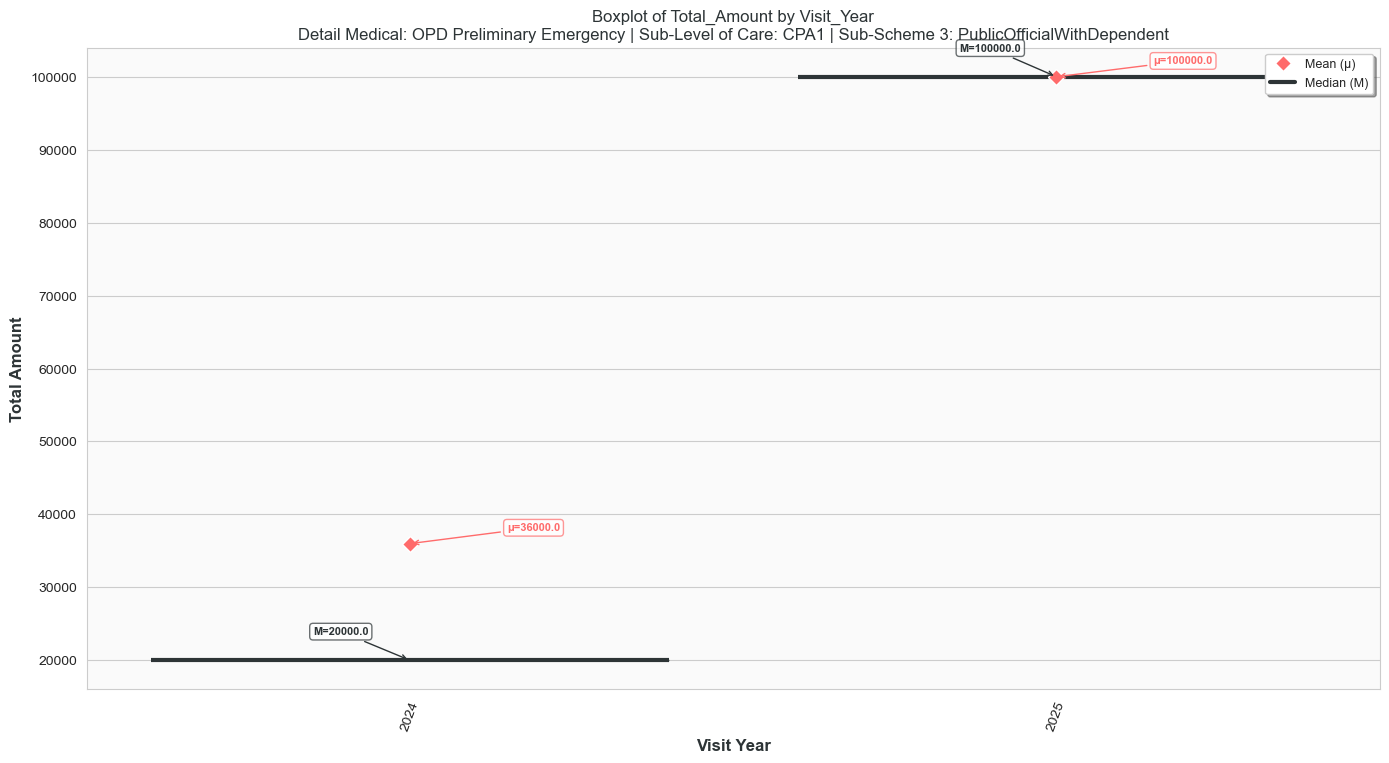 Boxplot of Total_Amount by Visit_Year
Detail Medical: OPD Preliminary Emergency | Sub-Level of Care: CPA1 | Sub-Scheme 3: PublicOfficialWithDependent
M=100000.0
μ=100000.0
Mean (μ)
Median (M)
100000
90000
80000
70000
60000
50000
40000
30000
20000
Total Amount
μ=36000.0
M=20000.0
2024
2025
Visit Year